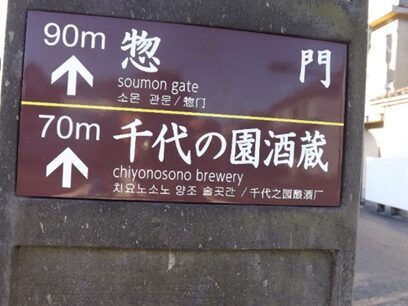 90m 惣門
soumon gate
소몬 관문 / 惣门
70m 千代の園酒蔵
chiyonosono brewery
치요노소노 양조 술곳간 / 千代之园酿酒厂